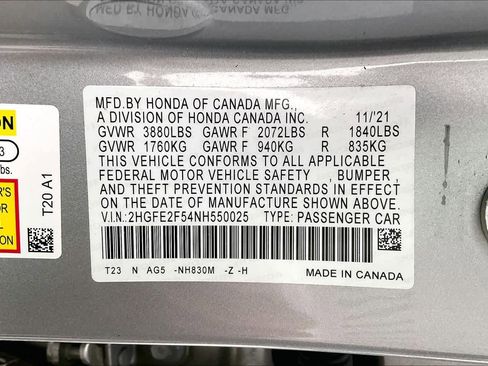 MFD.BY HONDA OF CANADA MFG.,
A DIVISION OF HONDA CANADA INC. 11/'21
GVWR 3880LBS GAWR F 2072LBS R 1840LBS
GVWR 1760KG GAWR F 940KG R 835KG
THIS VEHICLE CONFORMS TO ALL APPLICABLE
FEDERAL MOTOR VEHICLE SAFETY , BUMPER ,
AND THEFT PREVENTION STANDARDS IN EFFECT
ON THE DATE OF MANUFACTURE SHOWN ABOVE.
V.I.N.:2HGFE2F54NH550025 TYPE: PASSENGER CAR
T23 N AG5 -NH830M -Z -H
MADE IN CANADA
T20 A1
ON
3
bs.
R'S